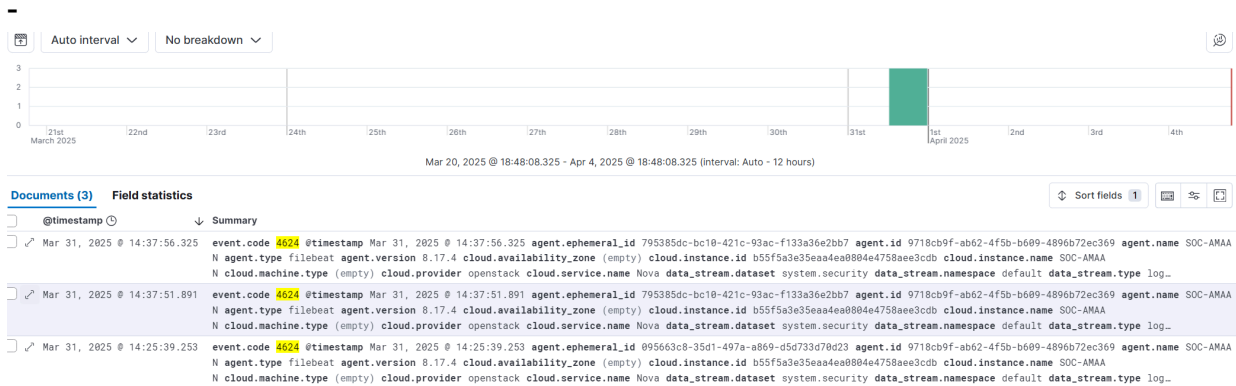 Auto interval No breakdown
3
2
1
0
21st 22nd 23rd 24th 25th 26th 27th 28th 29th 30th 31st 1st 2nd 3rd 4th
March 2025 April 2025
Mar 20, 2025 @ 18:48:08.325 - Apr 4, 2025 @ 18:48:08.325 (interval: Auto - 12 hours)
Documents (3) Field statistics Sort fields 1
@timestamp Summary
Mar 31, 2025 @ 14:37:56.325 event.code 4624 @timestamp Mar 31, 2025 @ 14:37:56.325 agent.ephemeral_id 795385dc-bc10-421c-93ac-f133a36e2bb7 agent.id 9718cb9f-ab62-4f5b-b609-4896b72ec369 agent.name SOC-AMAA
N agent.type filebeat agent.version 8.17.4 cloud.availability_zone (empty) cloud.instance.id b55f5a3e35eaa4ea0804e4758aee3cdb cloud.instance.name SOC-AMAA
N cloud.machine.type (empty) cloud.provider openstack cloud.service.name Nova data_stream.dataset system.security data_stream.namespace default data_stream.type log…
Mar 31, 2025 @ 14:37:51.891 event.code 4624 @timestamp Mar 31, 2025 @ 14:37:51.891 agent.ephemeral_id 795385dc-bc10-421c-93ac-f133a36e2bb7 agent.id 9718cb9f-ab62-4f5b-b609-4896b72ec369 agent.name SOC-AMAA
N agent.type filebeat agent.version 8.17.4 cloud.availability_zone (empty) cloud.instance.id b55f5a3e35eaa4ea0804e4758aee3cdb cloud.instance.name SOC-AMAA
N cloud.machine.type (empty) cloud.provider openstack cloud.service.name Nova data_stream.dataset system.security data_stream.namespace default data_stream.type log…
Mar 31, 2025 @ 14:25:39.253 event.code 4624 @timestamp Mar 31, 2025 @ 14:25:39.253 agent.ephemeral_id 095663c8-35d1-497a-a869-d5d733d70d23 agent.id 9718cb9f-ab62-4f5b-b609-4896b72ec369 agent.name SOC-AMAA
N agent.type filebeat agent.version 8.17.4 cloud.availability_zone (empty) cloud.instance.id b55f5a3e35eaa4ea0804e4758aee3cdb cloud.instance.name SOC-AMAA
N cloud.machine.type (empty) cloud.provider openstack cloud.service.name Nova data_stream.dataset system.security data_stream.namespace default data_stream.type log…